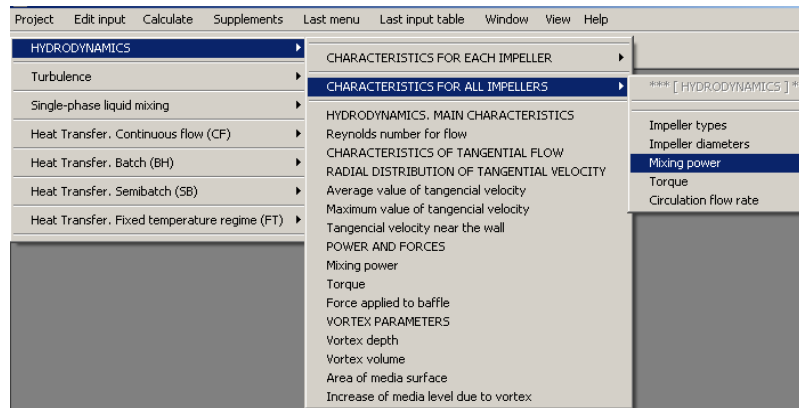 Project Edit input Calculate Supplements Last menu Last input table Window View Help
HYDRODYNAMICS
Turbulence
Single-phase liquid mixing
Heat Transfer. Continuous flow (CF)
Heat Transfer. Batch (BH)
Heat Transfer. Semibatch (SB)
Heat Transfer. Fixed temperature regime (FT)
CHARACTERISTICS FOR EACH IMPELLER
CHARACTERISTICS FOR ALL IMPELLERS
HYDRODYNAMICS. MAIN CHARACTERISTICS
Reynolds number for flow
CHARACTERISTICS OF TANGENTIAL FLOW
RADIAL DISTRIBUTION OF TANGENTIAL VELOCITY
Average value of tangencial velocity
Maximum value of tangencial velocity
Tangencial velocity near the wall
POWER AND FORCES
Mixing power
Torque
Force applied to baffle
VORTEX PARAMETERS
Vortex depth
Vortex volume
Area of media surface
Increase of media level due to vortex
*** [ HYDRODYNAMICS ] *
Impeller types
Impeller diameters
Mixing power
Torque
Circulation flow rate